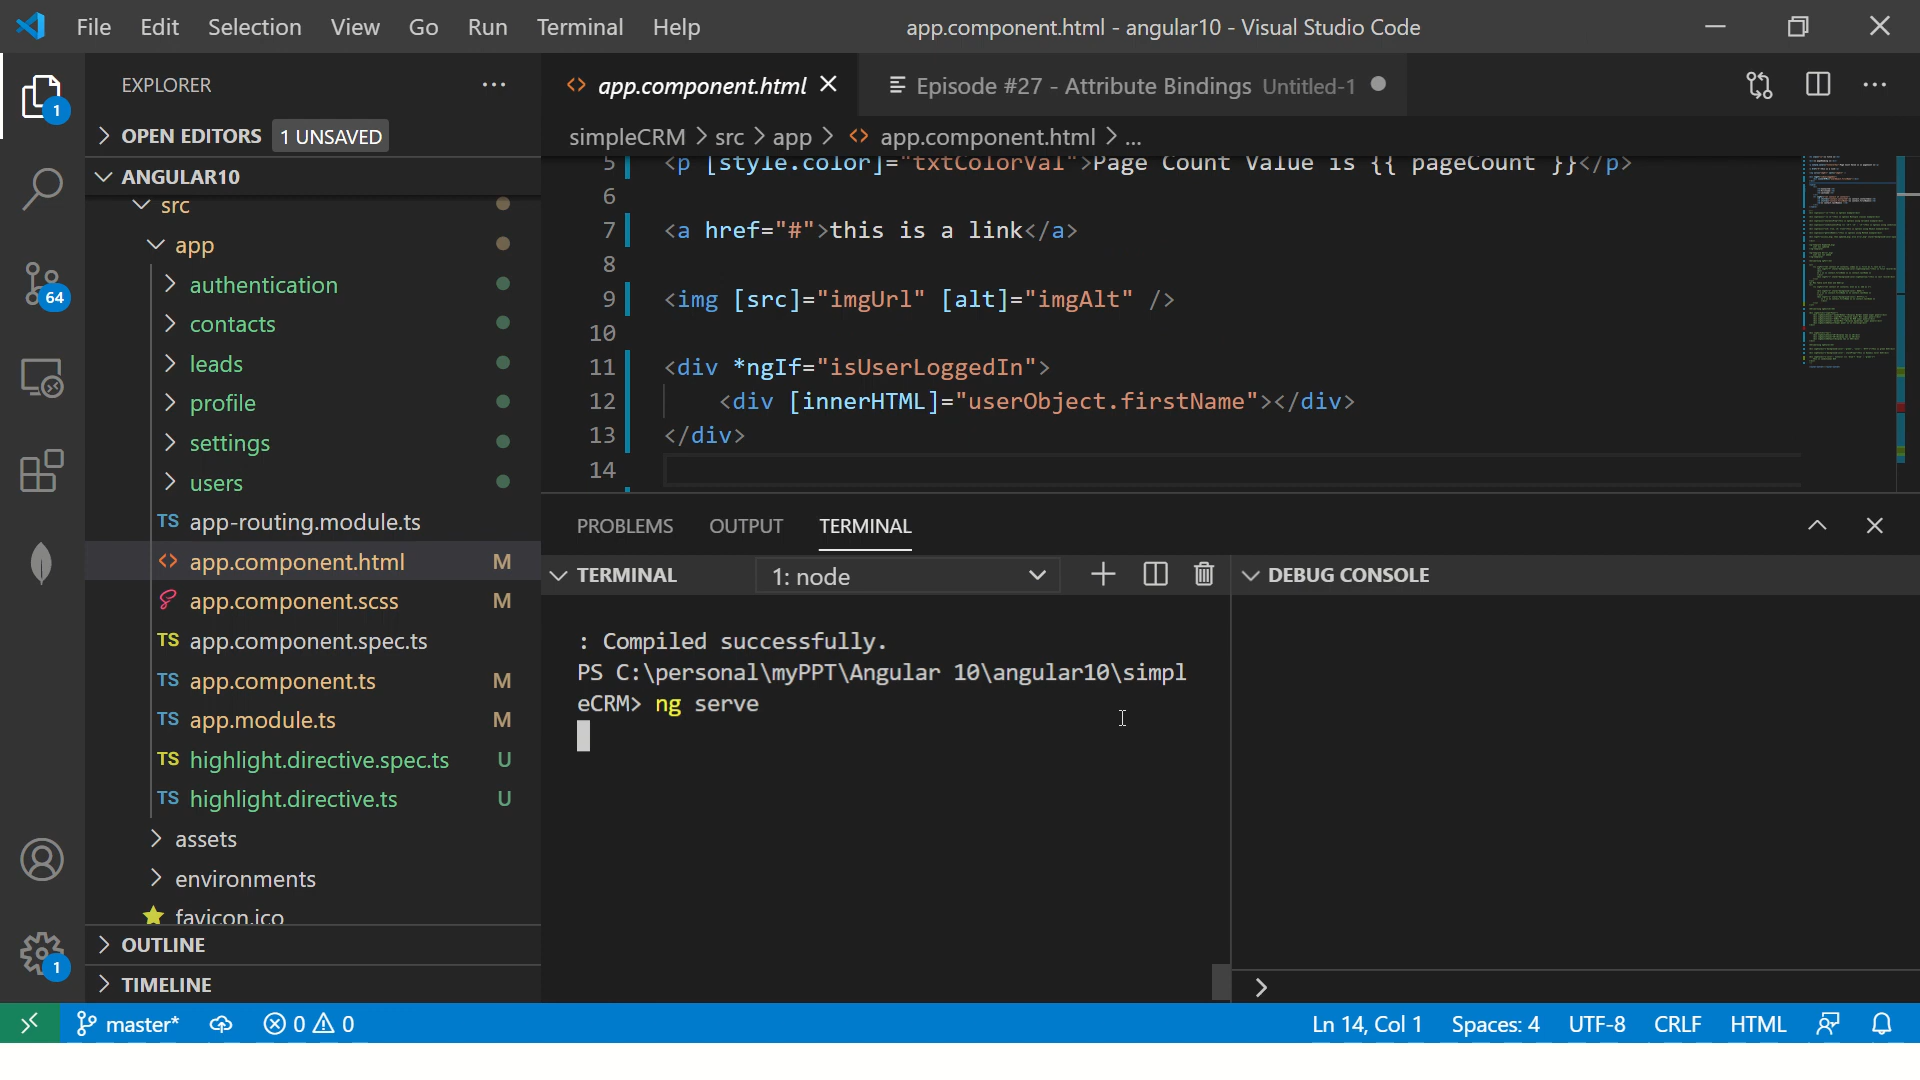 File Edit Selection View Go Run Terminal Help
app.component.html - angular10 - Visual Studio Code
EXPLORER
OPEN EDITORS 1 UNSAVED
ANGULAR10
src
app
authentication
contacts
leads
profile
settings
users
TS app-routing.module.ts
<> app.component.html M
app.component.scss M
TS app.component.spec.ts
TS app.component.ts M
TS app.module.ts M
TS highlight.directive.spec.ts U
TS highlight.directive.ts U
assets
environments
favicon.ico
OUTLINE
TIMELINE
1
64
1
<> app.component.html
Episode #27 - Attribute Bindings Untitled-1
simpleCRM > src > app > <> app.component.html > ...
5 <p [style.color]="txtColorVal">Page Count Value is {{ pageCount }}</p>
6
7 <a href="#">this is a link</a>
8
9 <img [src]="imgUrl" [alt]="imgAlt" />
10
11 <div *ngIf="isUserLoggedIn">
12 <div [innerHTML]="userObject.firstName"></div>
13 </div>
14
PROBLEMS OUTPUT TERMINAL
TERMINAL 1: node
DEBUG CONSOLE
: Compiled successfully.
PS C:\personal\myPPT\Angular 10\angular10\simpl
eCRM> ng serve
master* 0 0
Ln 14, Col 1 Spaces: 4 UTF-8 CRLF HTML